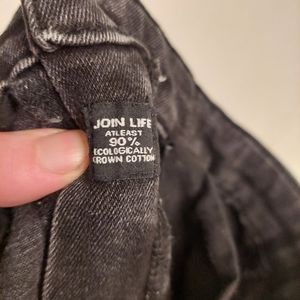 JOIN LIFE
ATLEAST
90%
ECOLOGICALLY
GROWN COTTON